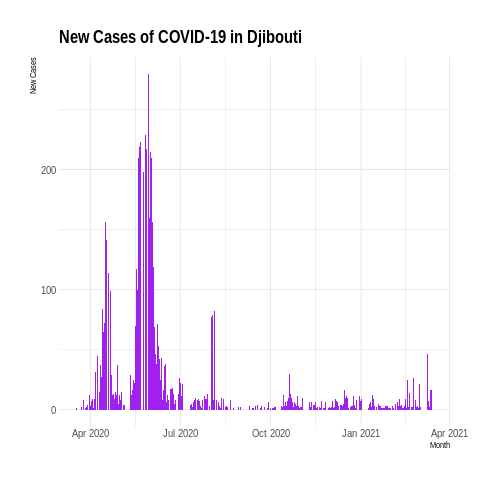 New Cases of COVID-19 in Djibouti
New Cases
200
100
0
Apr 2020
Jul 2020
Oct 2020
Jan 2021
Apr 2021
Month